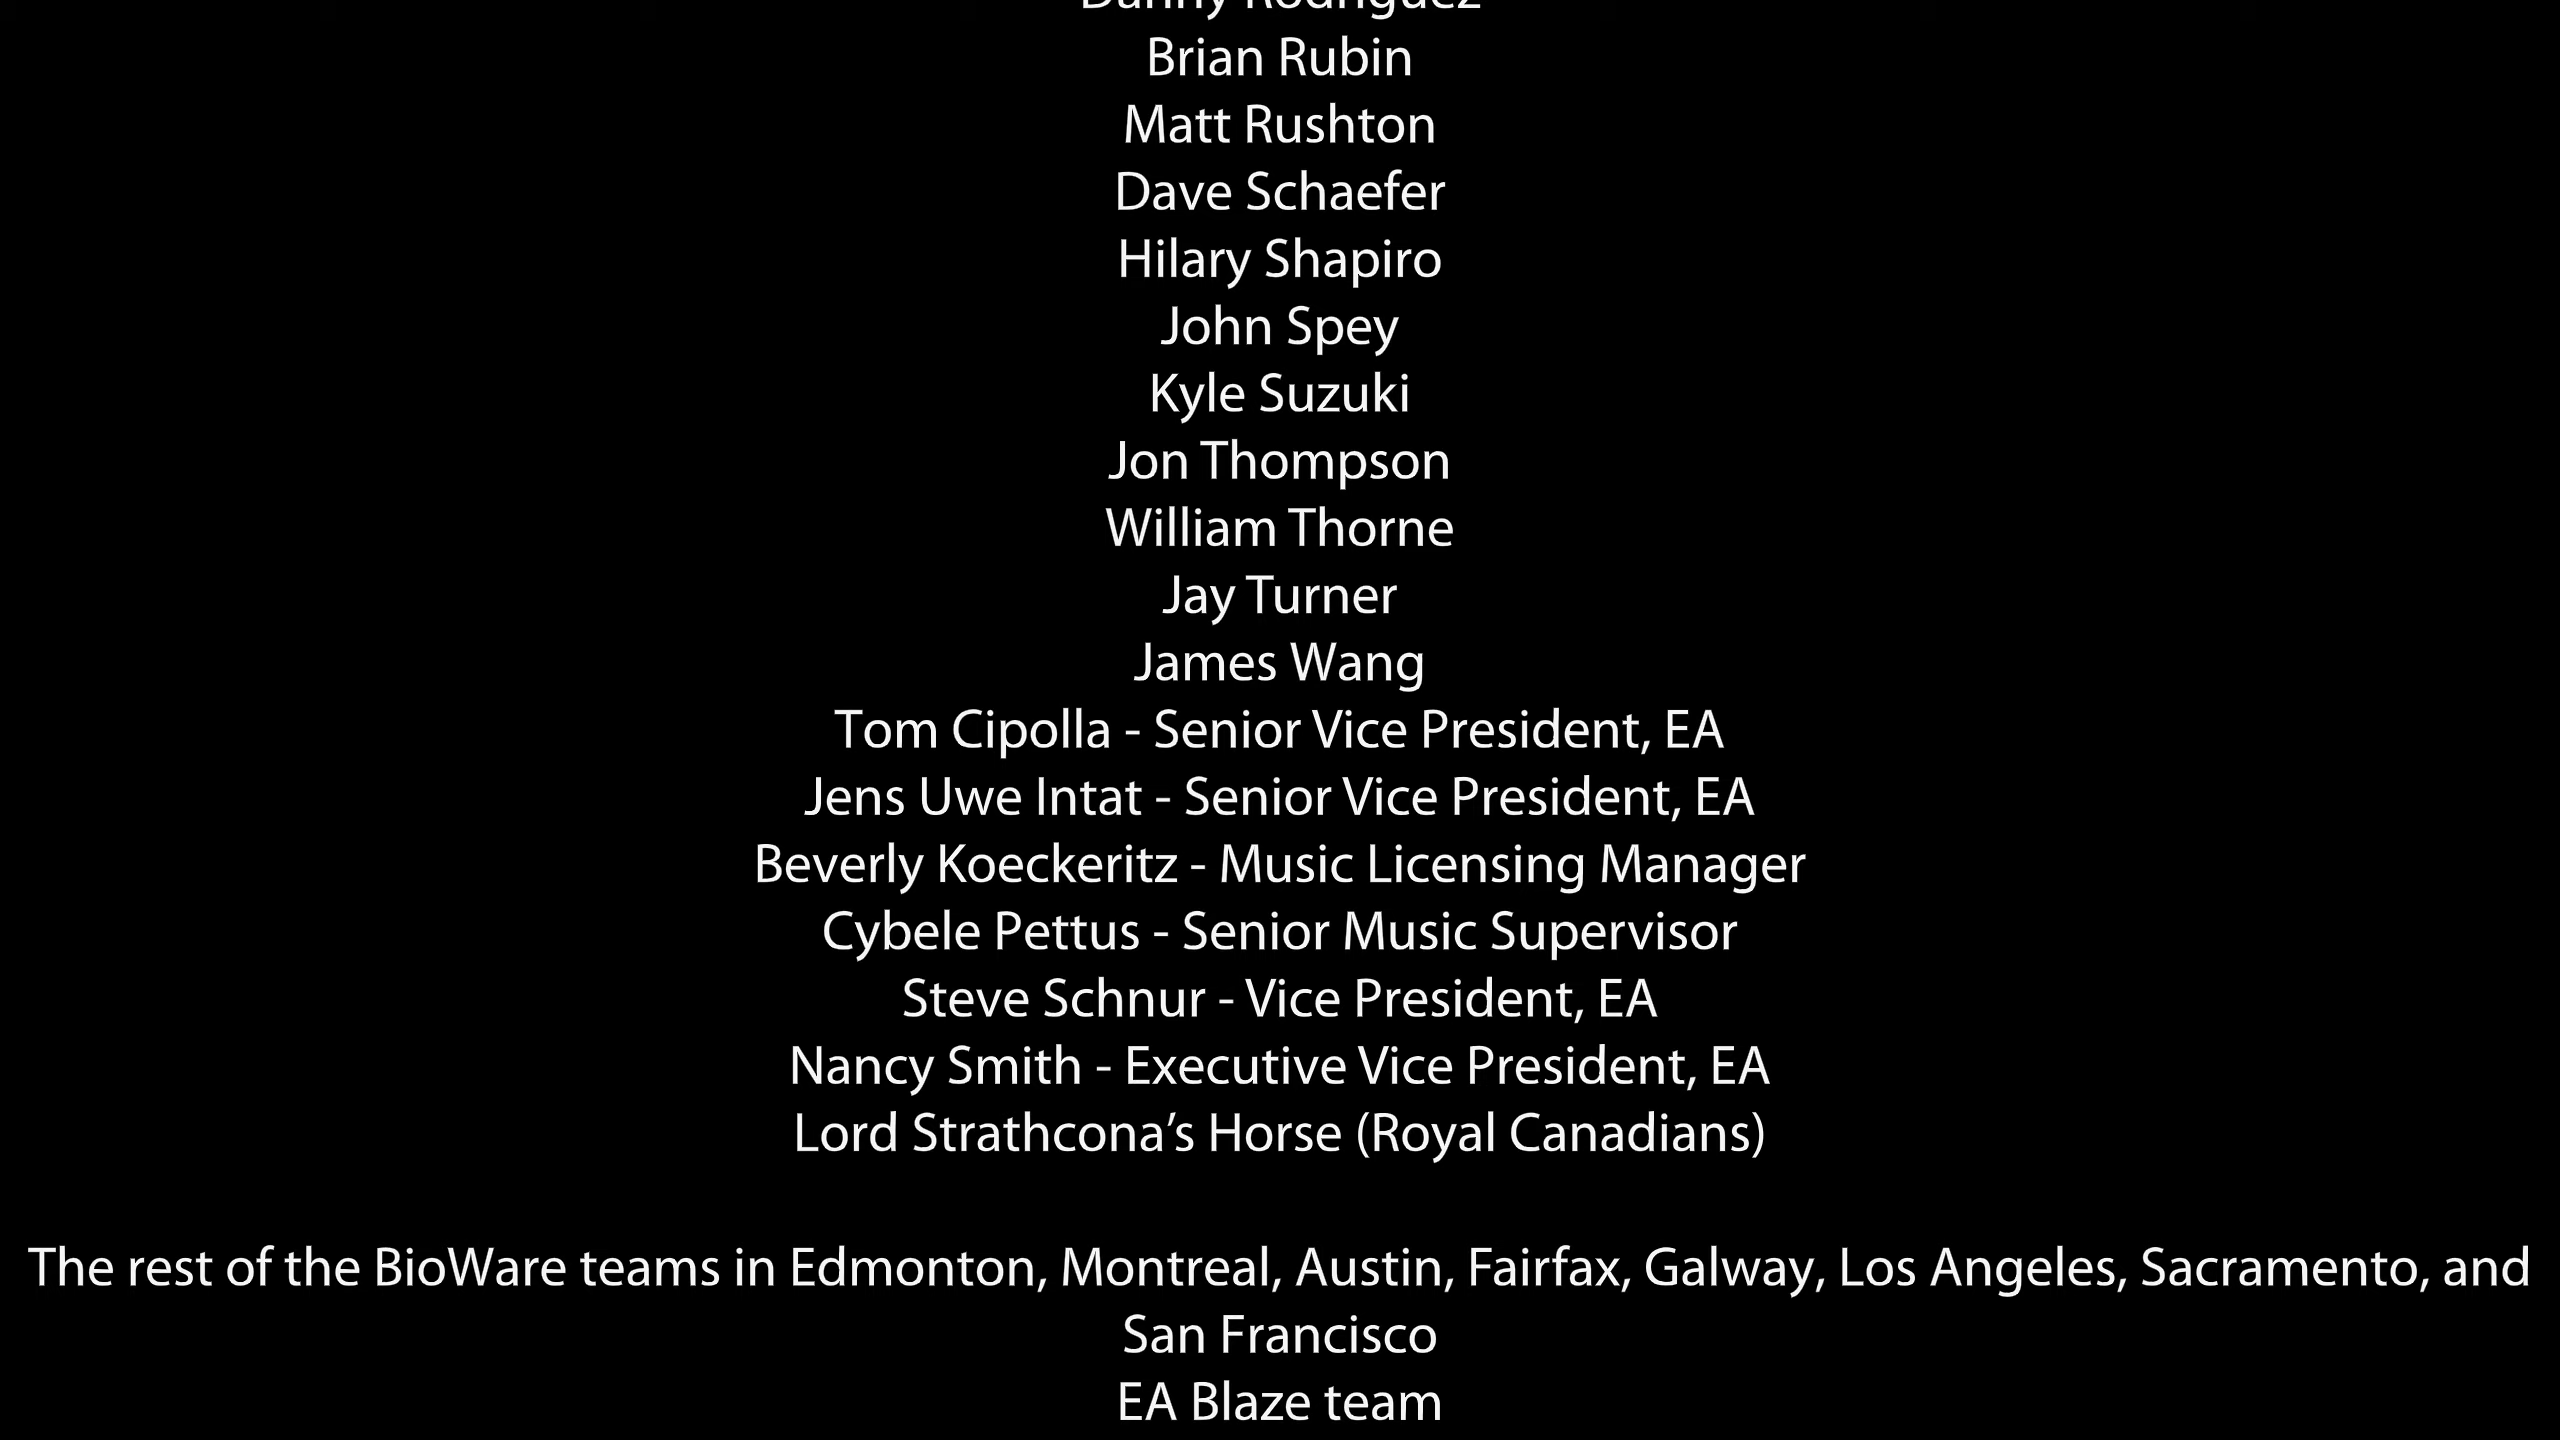 Danny Rodriguez
Brian Rubin
Matt Rushton
Dave Schaefer
Hilary Shapiro
John Spey
Kyle Suzuki
Jon Thompson
William Thorne
Jay Turner
James Wang
Tom Cipolla - Senior Vice President, EA
Jens Uwe Intat - Senior Vice President, EA
Beverly Koeckeritz - Music Licensing Manager
Cybele Pettus - Senior Music Supervisor
Steve Schnur - Vice President, EA
Nancy Smith - Executive Vice President, EA
Lord Strathcona’s Horse (Royal Canadians)
The rest of the BioWare teams in Edmonton, Montreal, Austin, Fairfax, Galway, Los Angeles, Sacramento, and
San Francisco
EA Blaze team